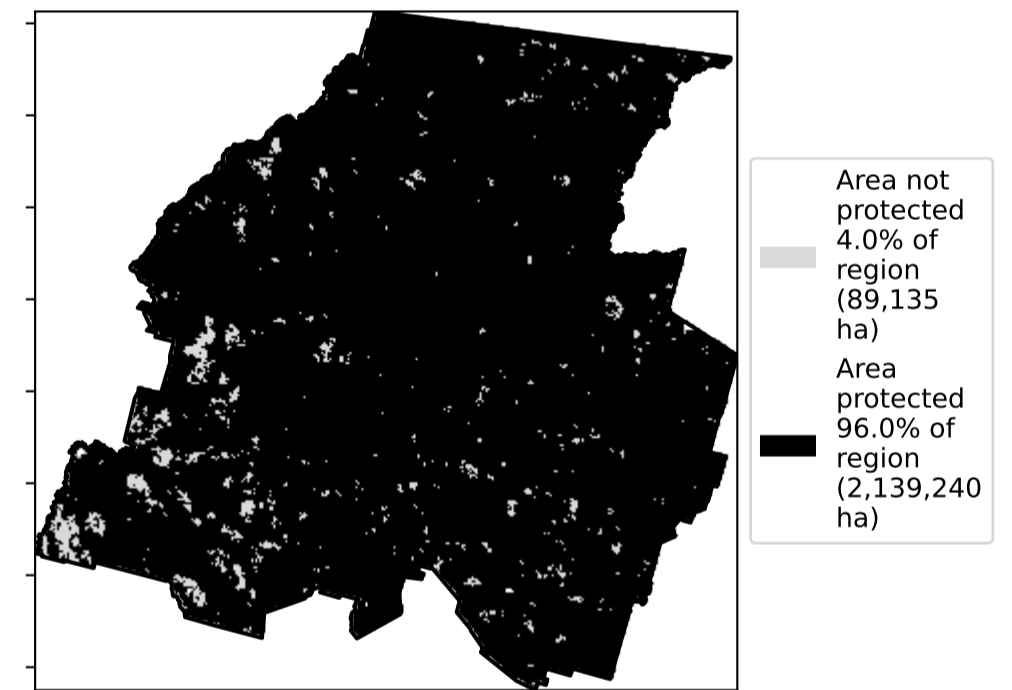 Area not
protected
4.0% of
region
(89,135
ha)
Area
protected
96.0% of
region
(2,139,240
ha)